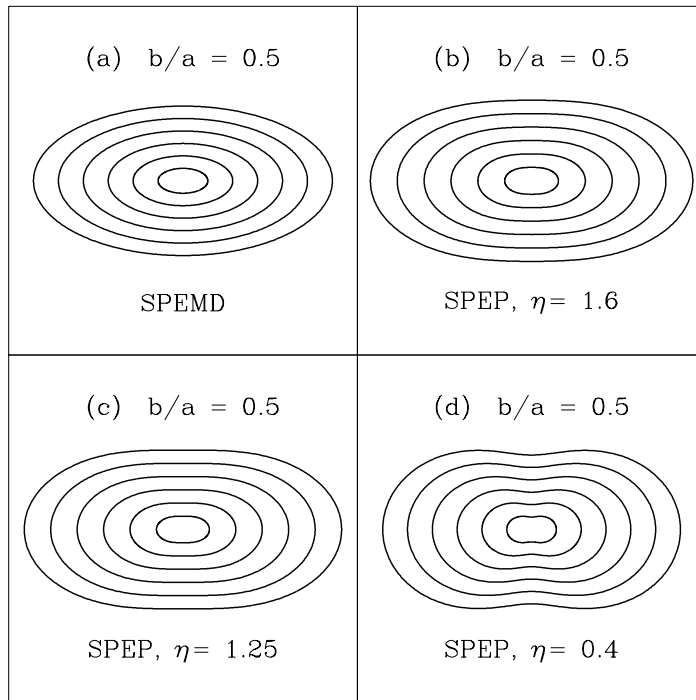 (a) b/a = 0.5
SPEMD
(b) b/a = 0.5
SPEP, η= 1.6
(c) b/a = 0.5
SPEP, η= 1.25
(d) b/a = 0.5
SPEP, η= 0.4